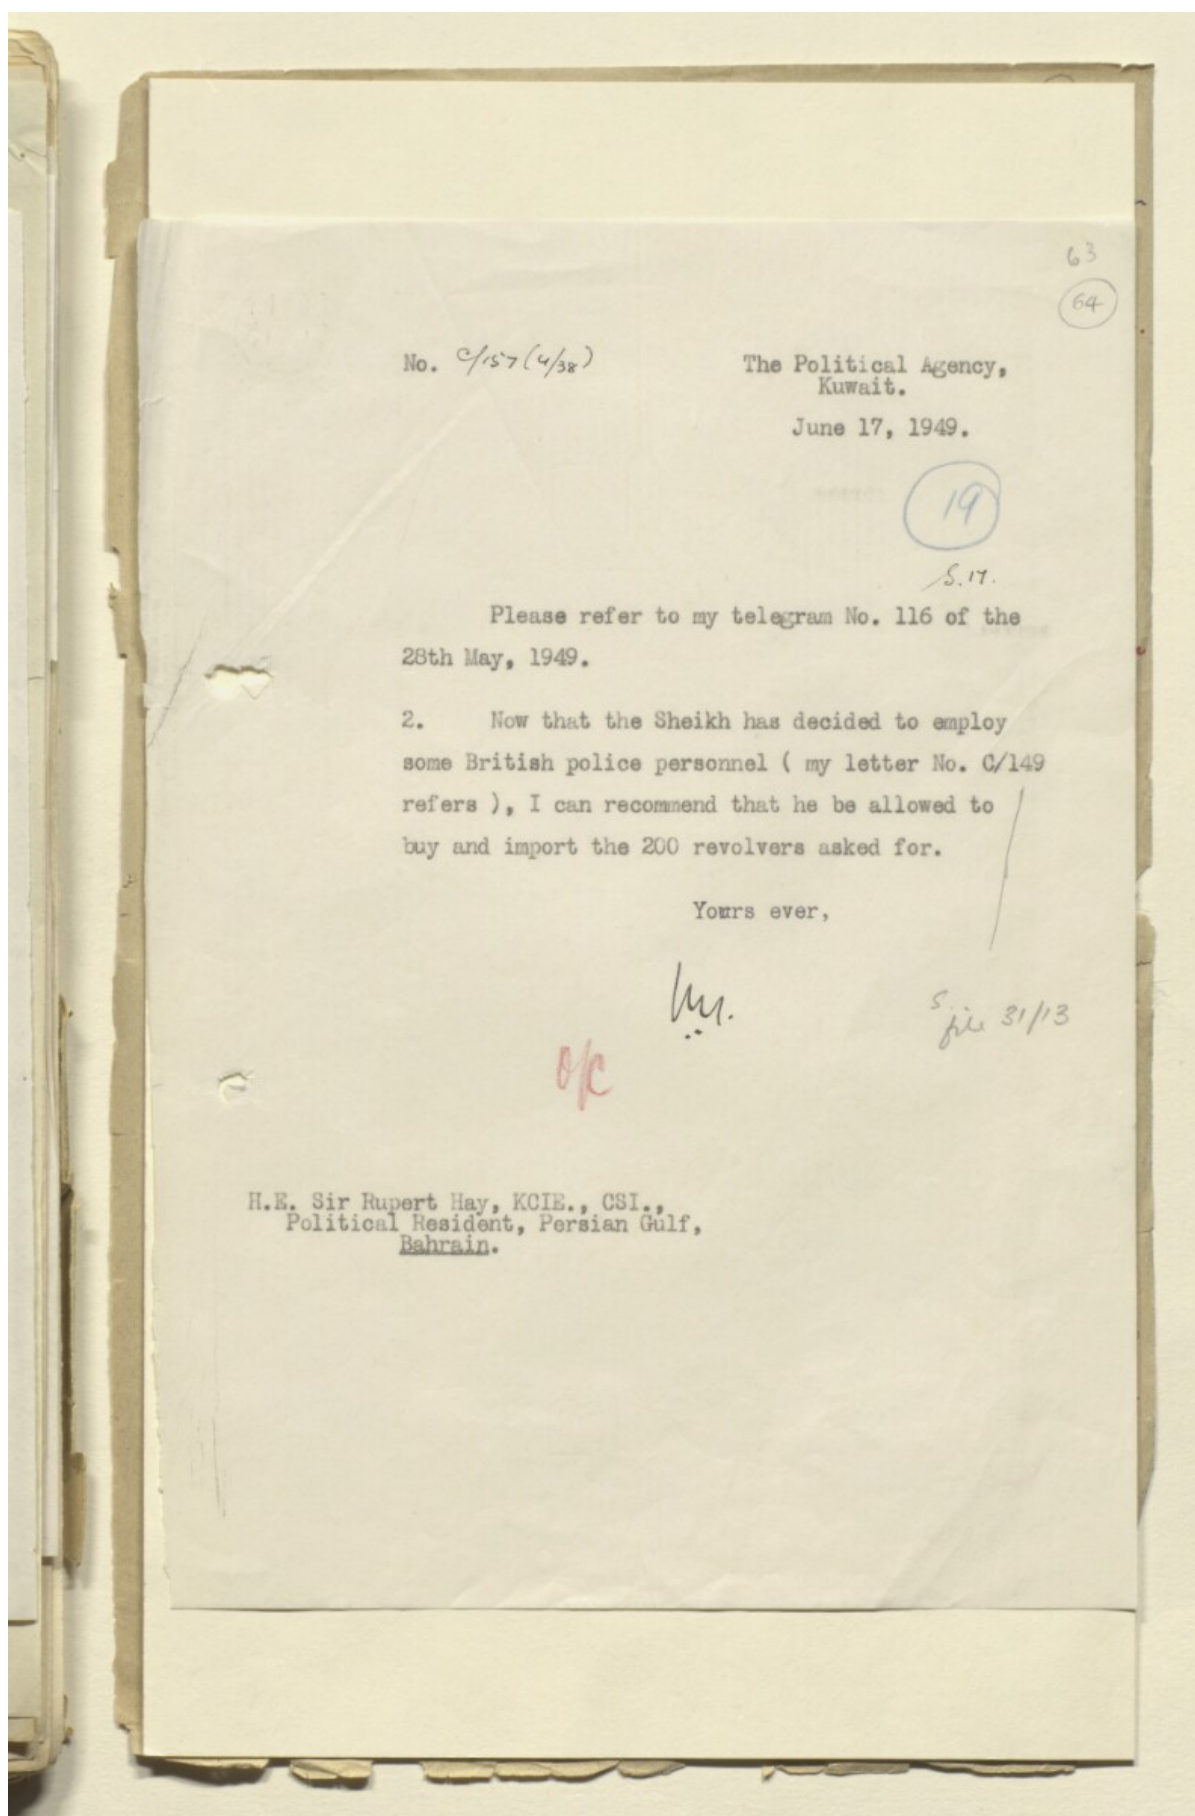 63
64
No. C/157 (4/38)
The Political Agency,
Kuwait.
June 17, 1949.
19
S.17.
Please refer to my telegram No. 116 of the
28th May, 1949.
2. Now that the Sheikh has decided to employ
some British police personnel ( my letter No. C/149
refers ), I can recommend that he be allowed to
buy and import the 200 revolvers asked for.
Yours ever,
S.
file 31/13
o/c
H.E. Sir Rupert Hay, KCIE., CSI.,
Political Resident, Persian Gulf,
Bahrain.